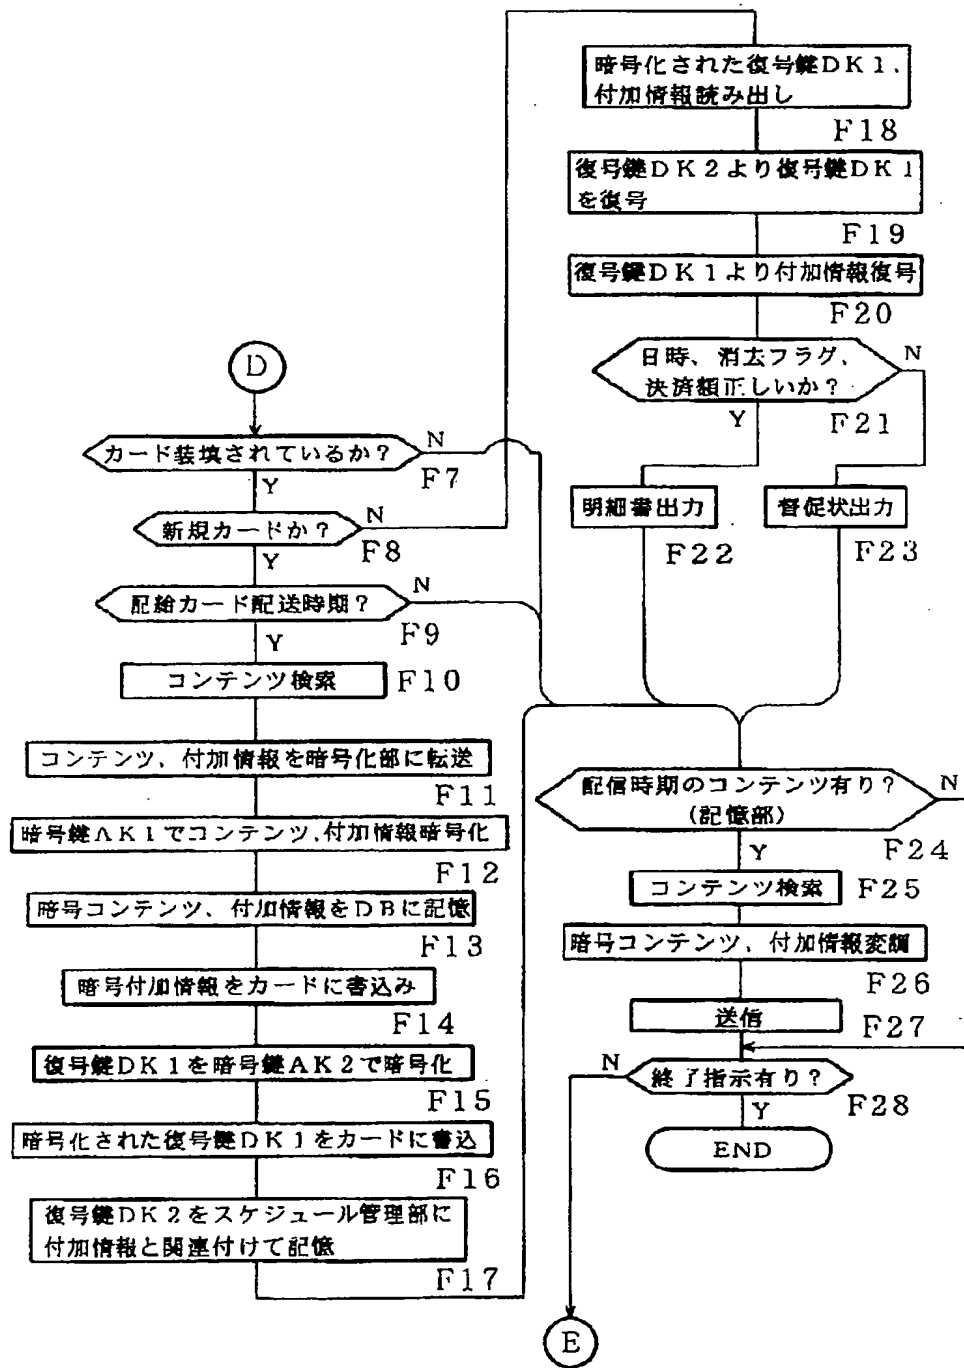 D
カード装填されているか？
N
F7
Y
新規カードか？
N
F8
Y
配給カード配送時期？
N
F9
Y
コンテンツ検索
F10
コンテンツ、付加情報を暗号化部に転送
F11
暗号鍵AK1でコンテンツ、付加情報暗号化
F12
暗号コンテンツ、付加情報をDBに記憶
F13
暗号付加情報をカードに書込み
F14
復号鍵DK1を暗号鍵AK2で暗号化
F15
暗号化された復号鍵DK1をカードに書込
F16
復号鍵DK2をスケジュール管理部に
付加情報と関連付けて記憶
F17
暗号化された復号鍵DK1、
付加情報読み出し
F18
復号鍵DK2より復号鍵DK1
を復号
F19
復号鍵DK1より付加情報復号
F20
日時、消去フラグ、
決済額正しいか？
N
Y
F21
明細書出力
F22
督促状出力
F23
配信時期のコンテンツ有り？
(記憶部)
N
F24
Y
コンテンツ検索
F25
暗号コンテンツ、付加情報変調
F26
送信
F27
N
終了指示有り？
F28
Y
END
E